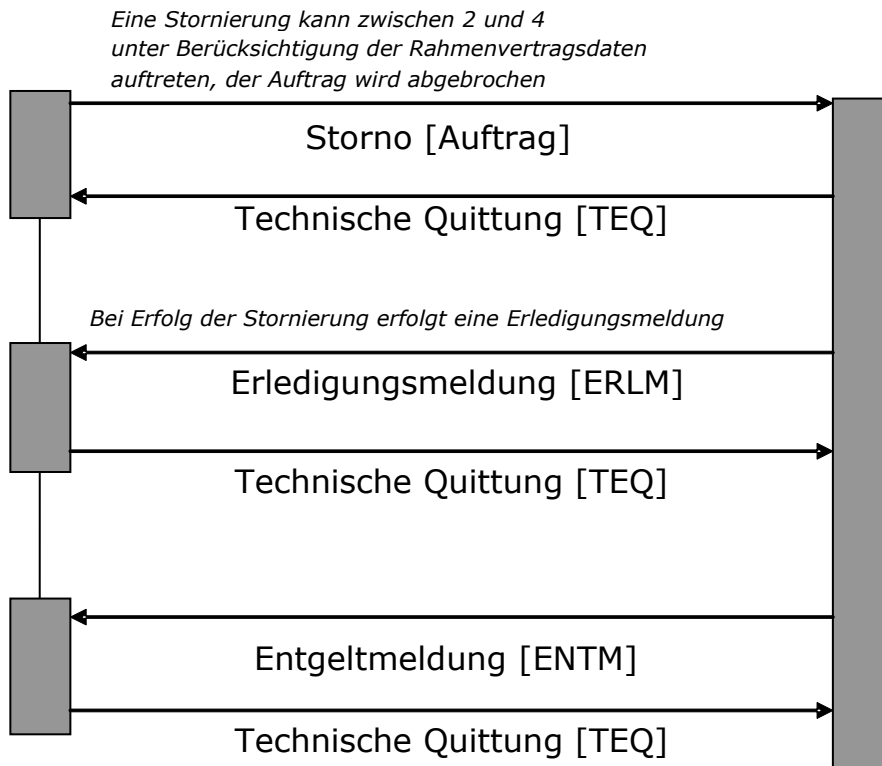 Eine Stornierung kann zwischen 2 und 4
unter Berücksichtigung der Rahmenvertragsdaten
auftreten, der Auftrag wird abgebrochen
Storno [Auftrag]
Technische Quittung [TEQ]
Bei Erfolg der Stornierung erfolgt eine Erledigungsmeldung
Erledigungsmeldung [ERLM]
Technische Quittung [TEQ]
Entgeltmeldung [ENTM]
Technische Quittung [TEQ]